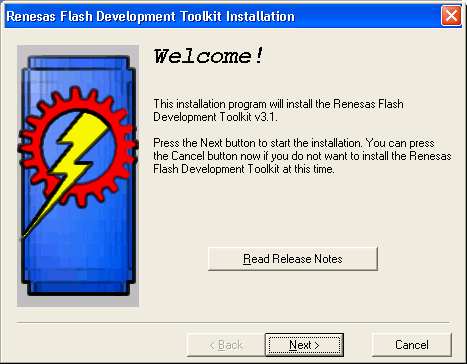 Renesas Flash Development Toolkit Installation
Welcome!
This installation program will install the Renesas Flash
Development Toolkit v3.1.
Press the Next button to start the installation. You can press
the Cancel button now if you do not want to install the Renesas
Flash Development Toolkit at this time.
Read Release Notes
< Back
Next >
Cancel